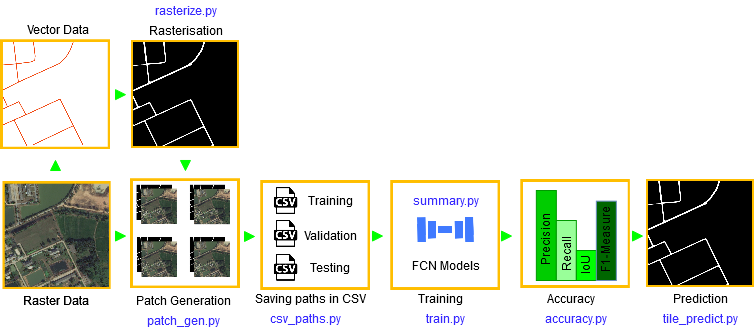 rasterize.py
Vector Data
Rasterisation
CSV
Training
CSV
Validation
CSV
Testing
summary.py
FCN Models
Precision
Recall
IoU
F1-Measure
Raster Data
Patch Generation
Saving paths in CSV
Training
Accuracy
Prediction
patch_gen.py
csv_paths.py
train.py
accuracy.py
tile_predict.py